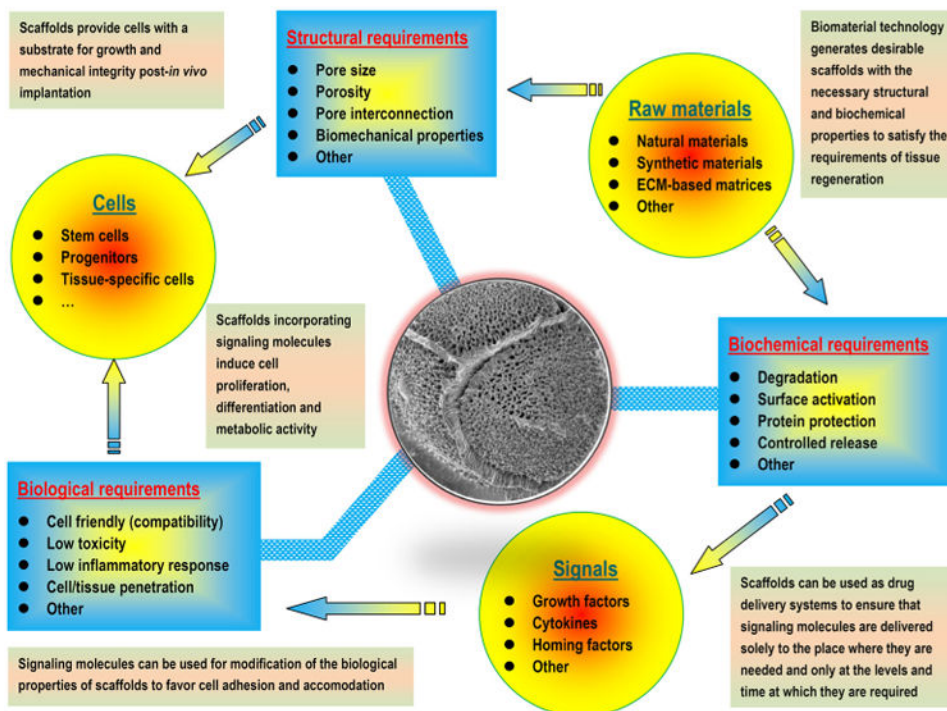 Scaffolds provide cells with a
substrate for growth and
mechanical integrity post-in vivo
implantation
Structural requirements
● Pore size
● Porosity
● Pore interconnection
● Biomechanical properties
● Other
Raw materials
● Natural materials
● Synthetic materials
● ECM-based matrices
● Other
Biomaterial technology
generates desirable
scaffolds with the
necessary structural
and biochemical
properties to satisfy the
requirements of tissue
regeneration
Cells
● Stem cells
● Progenitors
● Tissue-specific cells
● …
Scaffolds incorporating
signaling molecules
induce cell
proliferation,
differentiation and
metabolic activity
Biochemical requirements
● Degradation
● Surface activation
● Protein protection
● Controlled release
● Other
Biological requirements
● Cell friendly (compatibility)
● Low toxicity
● Low inflammatory response
● Cell/tissue penetration
● Other
Signals
● Growth factors
● Cytokines
● Homing factors
● Other
Scaffolds can be used as drug
delivery systems to ensure that
signaling molecules are delivered
solely to the place where they are
needed and only at the levels and
time at which they are required
Signaling molecules can be used for modification of the biological
properties of scaffolds to favor cell adhesion and accomodation